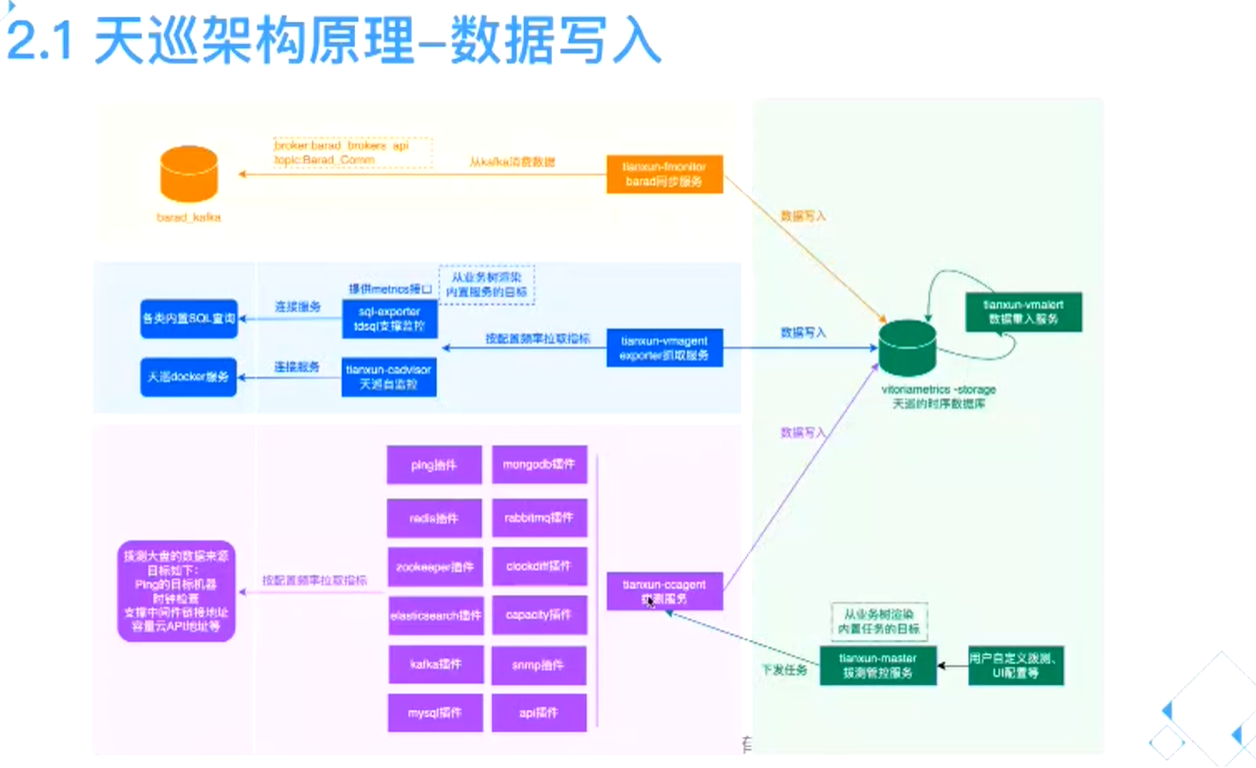 2.1 天巡架构原理–数据写入
broker:barad_brokers_api
topic:Barad_Comm
从kafka消费数据
tianxun-fmonitor
barad同步服务
barad_kafka
数据写入
从业务树渲染
内置服务的目标
提供metrics接口
各类内置SQL查询
连接服务
sql-exporter
tdsql支撑监控
按配置频率拉取指标
tianxun-vmagent
exporter抓取服务
数据写入
tianxun-vmalert
数据重入服务
天巡docker服务
连接服务
tianxun-cadvisor
天巡自监控
vitoriametrics -storage
天巡的时序数据库
数据写入
ping插件
mongodb插件
redis插件
rabbitmq插件
zookeeper插件
clockdiff插件
elasticsearch插件
capacity插件
kafka插件
snmp插件
mysql插件
api插件
拨测大盘的数据来源
目标如下:
Ping的目标机器
时钟检查
支撑中间件链接地址
容量云API地址等
按配置频率拉取指标
tianxun-ccagent
拨测服务
从业务树渲染
内置任务的目标
下发任务
tianxun-master
拨测管控服务
用户自定义拨测、
UI配置等